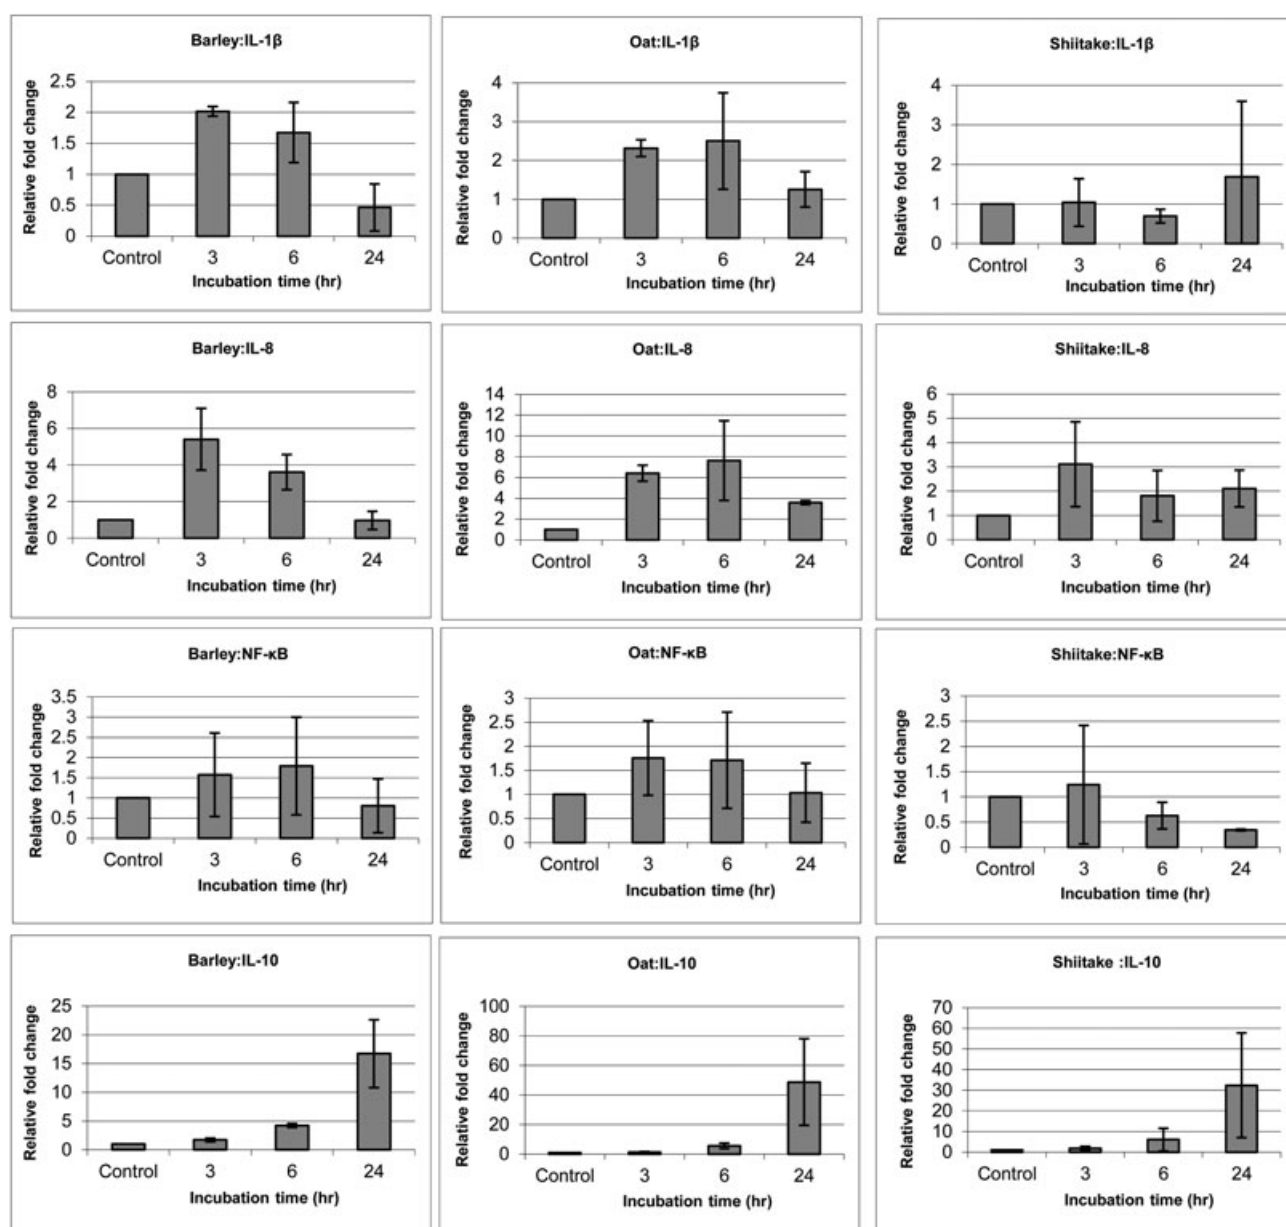 Barley:IL-1β
Relative fold change
2.5
2
1.5
1
0.5
0
Control 3 6 24
Incubation time (hr)
Oat:IL-1β
Relative fold change
4
3
2
1
0
Control 3 6 24
Incubation time (hr)
Shiitake:IL-1β
Relative fold change
4
3
2
1
0
Control 3 6 24
Incubation time (hr)
Barley:IL-8
Relative fold change
8
6
4
2
0
Control 3 6 24
Incubation time (hr)
Oat:IL-8
Relative fold change
14
12
10
8
6
4
2
0
Control 3 6 24
Incubation time (hr)
Shiitake:IL-8
Relative fold change
6
5
4
3
2
1
0
Control 3 6 24
Incubation time (hr)
Barley:NF-κB
Relative fold change
3.5
3
2.5
2
1.5
1
0.5
0
Control 3 6 24
Incubation time (hr)
Oat:NF-κB
Relative fold change
3
2.5
2
1.5
1
0.5
0
Control 3 6 24
Incubation time (hr)
Shiitake:NF-κB
Relative fold change
3
2.5
2
1.5
1
0.5
0
Control 3 6 24
Incubation time (hr)
Barley:IL-10
Relative fold change
25
20
15
10
5
0
Control 3 6 24
Incubation time (hr)
Oat:IL-10
Relative fold change
100
80
60
40
20
0
Control 3 6 24
Incubation time (hr)
Shiitake :IL-10
Relative fold change
70
60
50
40
30
20
10
0
Control 3 6 24
Incubation time (hr)